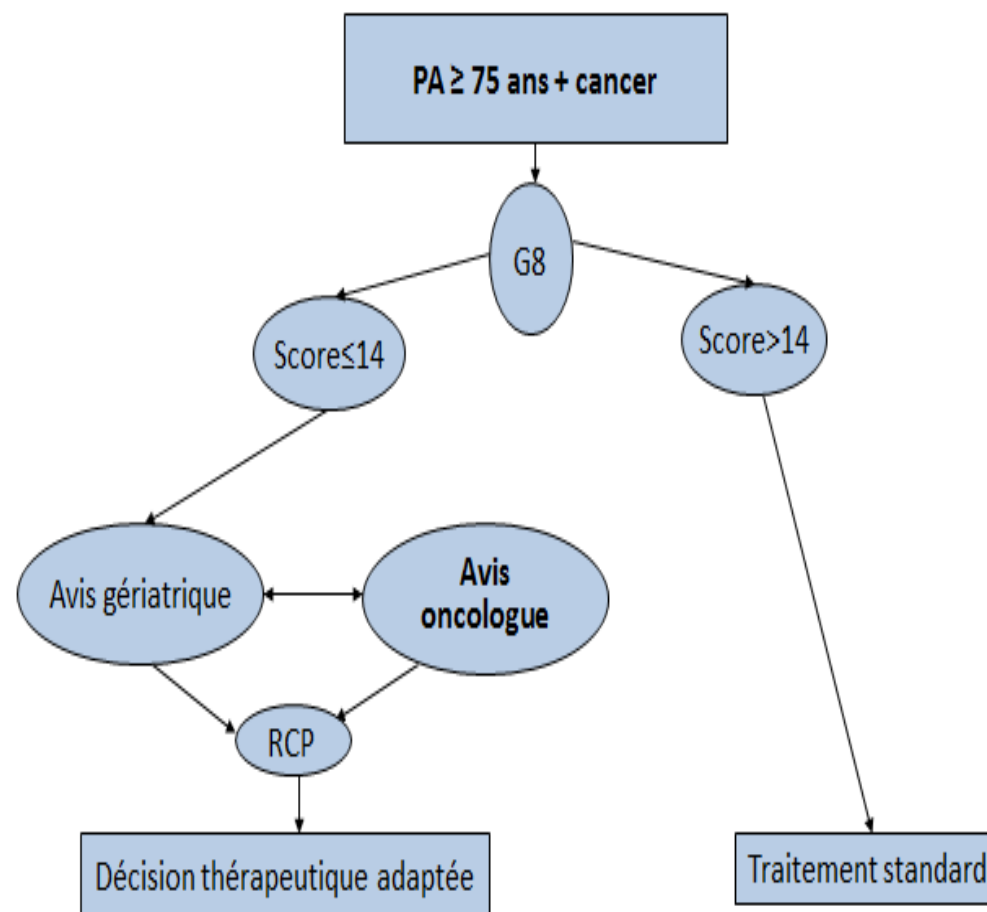 PA ≥ 75 ans + cancer
G8
Score≤14
Score>14
Avis gériatrique
Avis
oncologue
RCP
Décision thérapeutique adaptée
Traitement standard